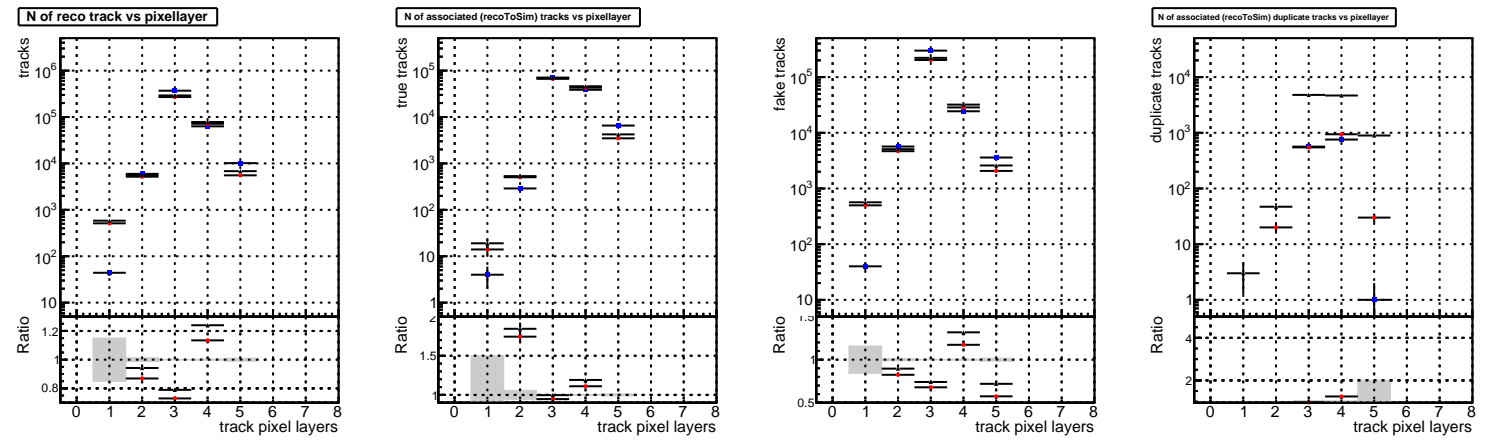 N of reco track vs pixellayer
tracks
10^6
10^5
10^4
10^3
10^2
10
Ratio
1.2
1
0.8
0 1 2 3 4 5 6 7 8
track pixel layers
N of associated (recoToSim) tracks vs pixellayer
true tracks
10^5
10^4
10^3
10^2
10
1
Ratio
2
1.5
1
0 1 2 3 4 5 6 7 8
track pixel layers
fake tracks
10^5
10^4
10^3
10^2
10
Ratio
1.5
1
0.5
0 1 2 3 4 5 6 7 8
track pixel layers
N of associated (recoToSim) duplicate tracks vs pixellayer
duplicate tracks
10^4
10^3
10^2
10
1
Ratio
4
2
0 1 2 3 4 5 6 7 8
track pixel layers